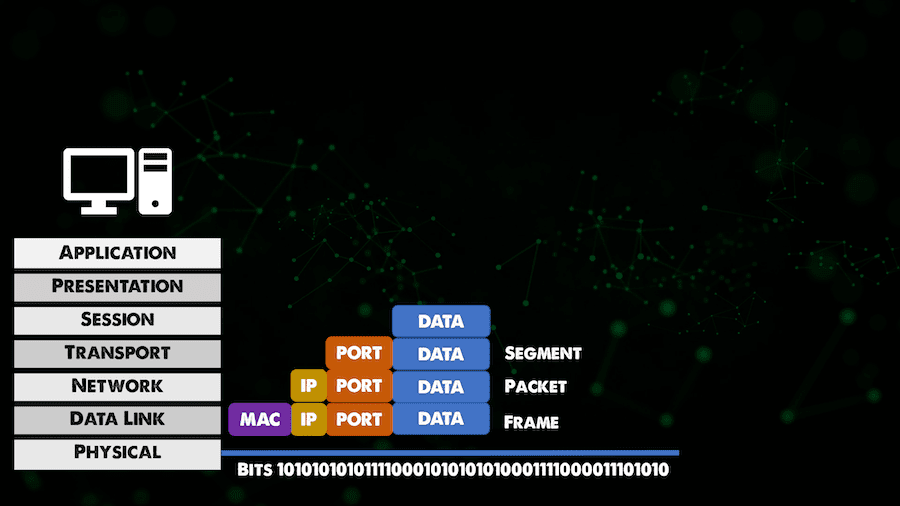 Application
Presentation
Session
DATA
Transport
PORT DATA Segment
Network
IP PORT DATA Packet
Data Link
MAC IP PORT DATA Frame
Physical
Bits 101010101011110001010101010001111000011101010